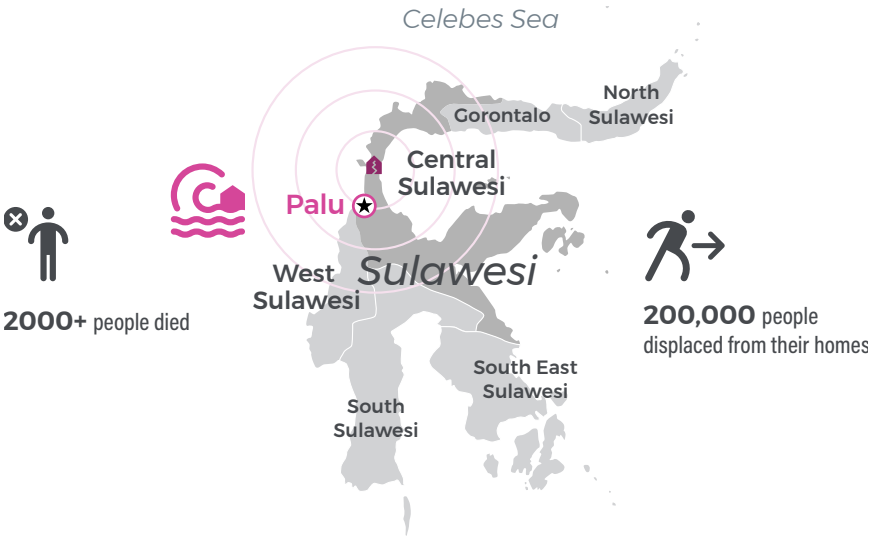 Celebes Sea
North
Sulawesi
Gorontalo
Central
Sulawesi
Palu
Sulawesi
West
Sulawesi
2000+ people died
200,000 people
displaced from their homes
South East
Sulawesi
South
Sulawesi